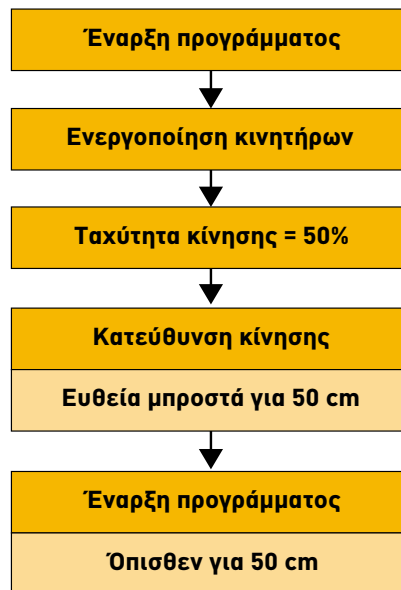 Έναρξη προγράμματος
Ενεργοποίηση κινητήρων
Ταχύτητα κίνησης = 50%
Κατεύθυνση κίνησης
Ευθεία μπροστά για 50 cm
Έναρξη προγράμματος
Όπισθεν για 50 cm